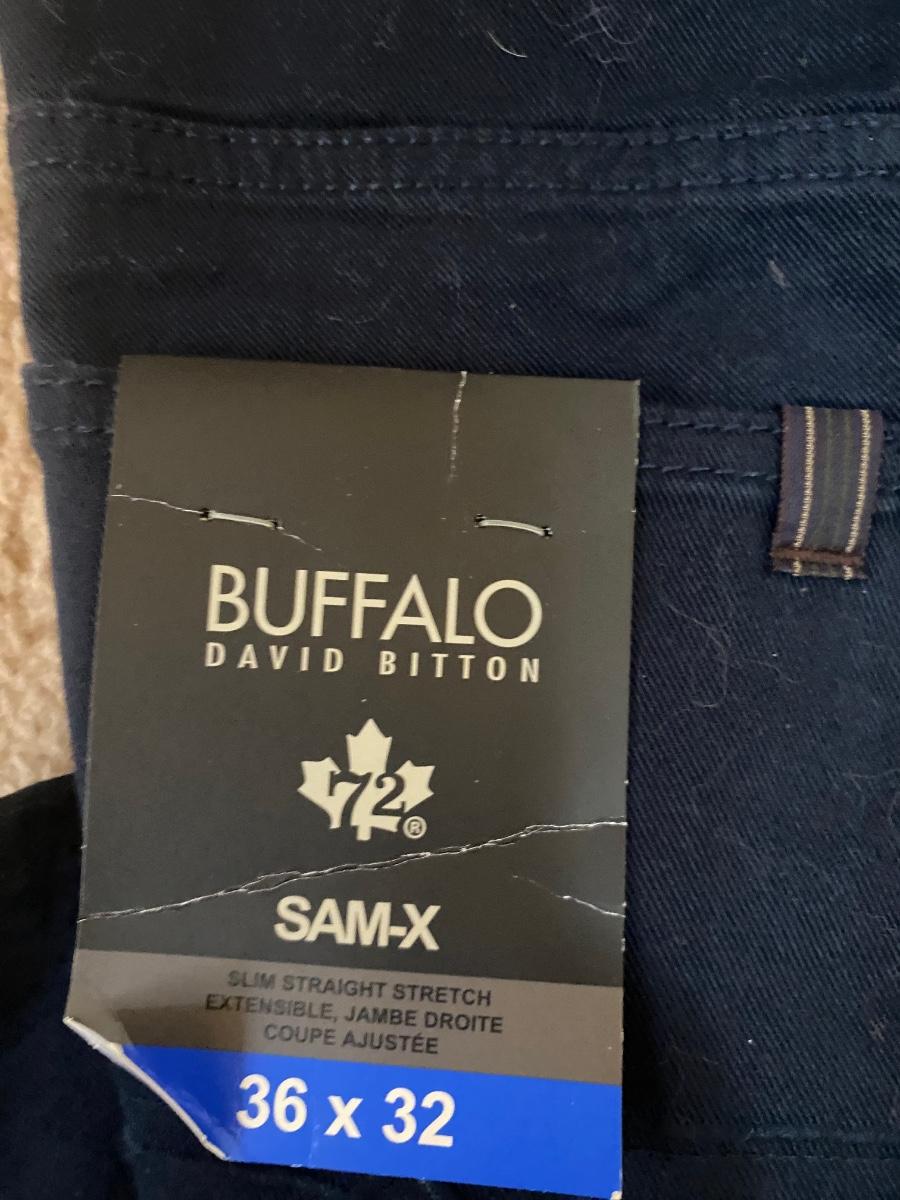 BUFFALO
DAVID BITTON
72®
SAM-X
SLIM STRAIGHT STRETCH
EXTENSIBLE, JAMBE DROITE
COUPE AJUSTÉE
36 x 32